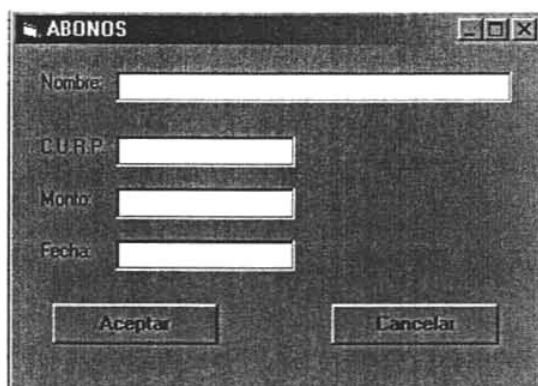 ABONOS
Nombre:
C.U.R.P.
Monto:
Fecha:
Aceptar Cancelar